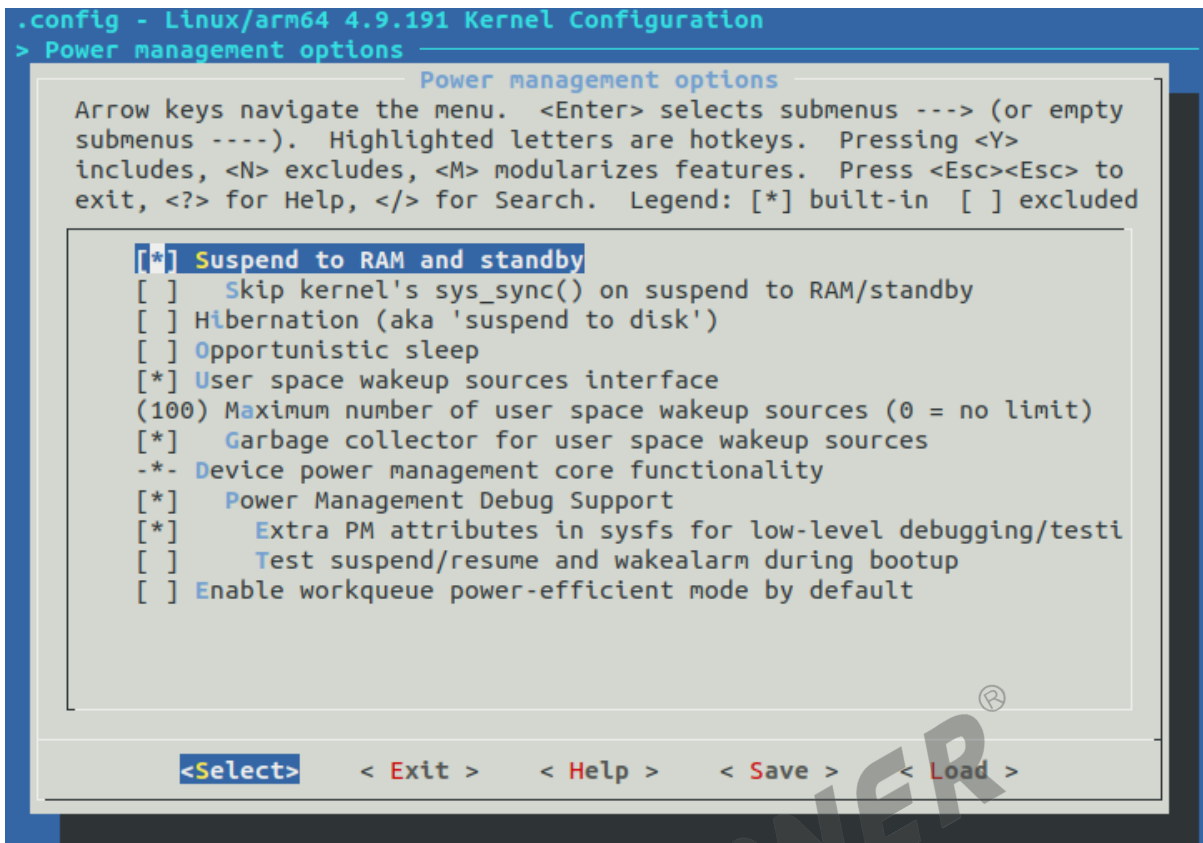 .config - Linux/arm64 4.9.191 Kernel Configuration
> Power management options
Power management options
Arrow keys navigate the menu.  <Enter> selects submenus ---> (or empty
submenus ----).  Highlighted letters are hotkeys.  Pressing <Y>
includes, <N> excludes, <M> modularizes features.  Press <Esc><Esc> to
exit, <?> for Help, </> for Search.  Legend: [*] built-in  [ ] excluded
[*] Suspend to RAM and standby
[ ]   Skip kernel's sys_sync() on suspend to RAM/standby
[ ] Hibernation (aka 'suspend to disk')
[ ] Opportunistic sleep
[*] User space wakeup sources interface
(100) Maximum number of user space wakeup sources (0 = no limit)
[*]   Garbage collector for user space wakeup sources
-*- Device power management core functionality
[*]   Power Management Debug Support
[*]     Extra PM attributes in sysfs for low-level debugging/testi
[ ]     Test suspend/resume and wakealarm during bootup
[ ] Enable workqueue power-efficient mode by default
<Select>    < Exit >    < Help >    < Save >    < Load >